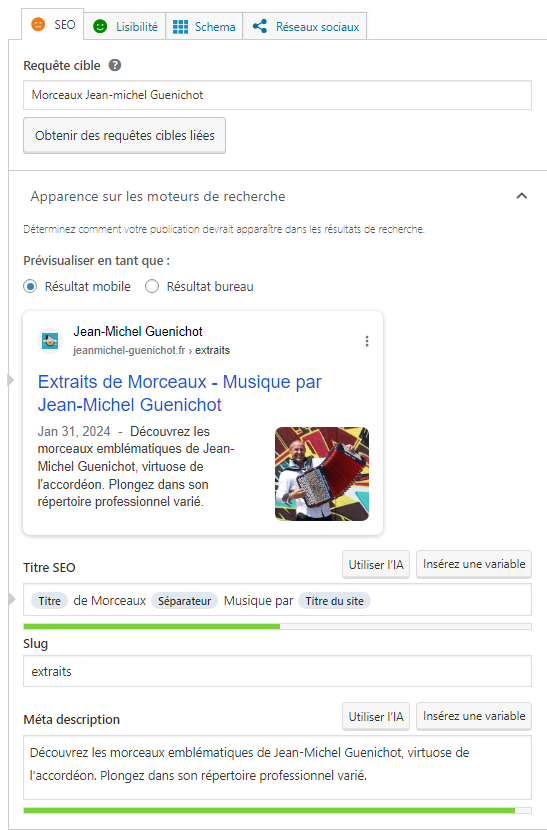 SEO Lisibilité Schema Réseaux sociaux
Requête cible ?
Morceaux Jean-michel Guenichot
Obtenir des requêtes cibles liées
Apparence sur les moteurs de recherche
Déterminez comment votre publication devrait apparaître dans les résultats de recherche.
Prévisualiser en tant que :
Résultat mobile Résultat bureau
Jean-Michel Guenichot
jeanmichel-guenichot.fr › extraits
Extraits de Morceaux - Musique par
Jean-Michel Guenichot
Jan 31, 2024 - Découvrez les
morceaux emblématiques de Jean-
Michel Guenichot, virtuose de
l'accordéon. Plongez dans son
répertoire professionnel varié.
Titre SEO Utiliser l'IA Insérez une variable
Titre de Morceaux Séparateur Musique par Titre du site
Slug
extraits
Méta description Utiliser l'IA Insérez une variable
Découvrez les morceaux emblématiques de Jean-Michel Guenichot, virtuose de
l'accordéon. Plongez dans son répertoire professionnel varié.